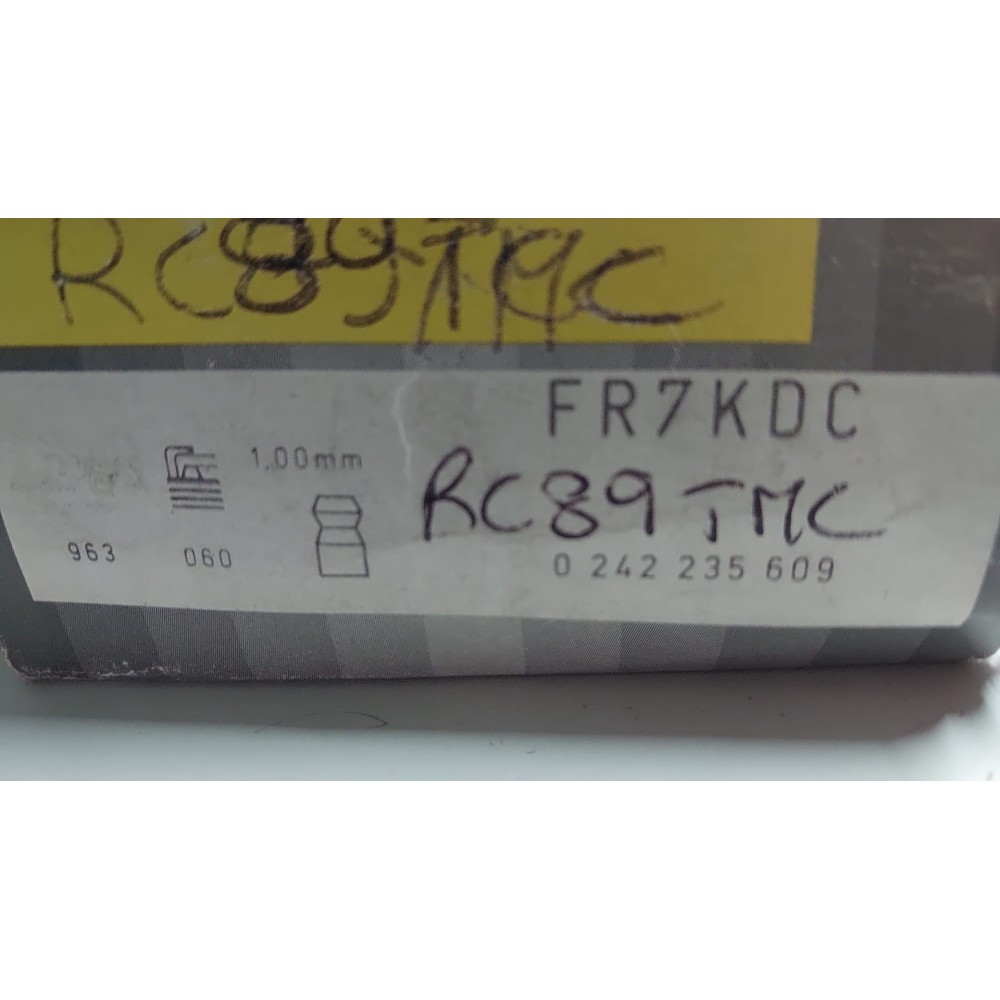 RC89TMC
FR7KDC
1,00mm
RC89TMC
963 060 0 242 235 609